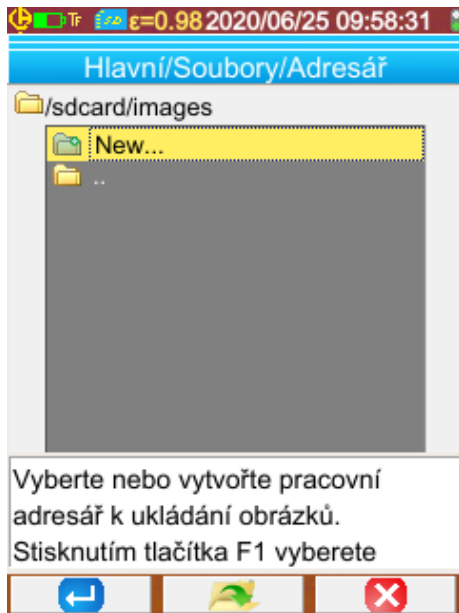 TF ε=0.98 2020/06/25 09:58:31
Hlavní/Soubory/Adresář
/sdcard/images
New...
..
Vyberte nebo vytvořte pracovní
adresář k ukládání obrázků.
Stisknutím tlačítka F1 vyberete